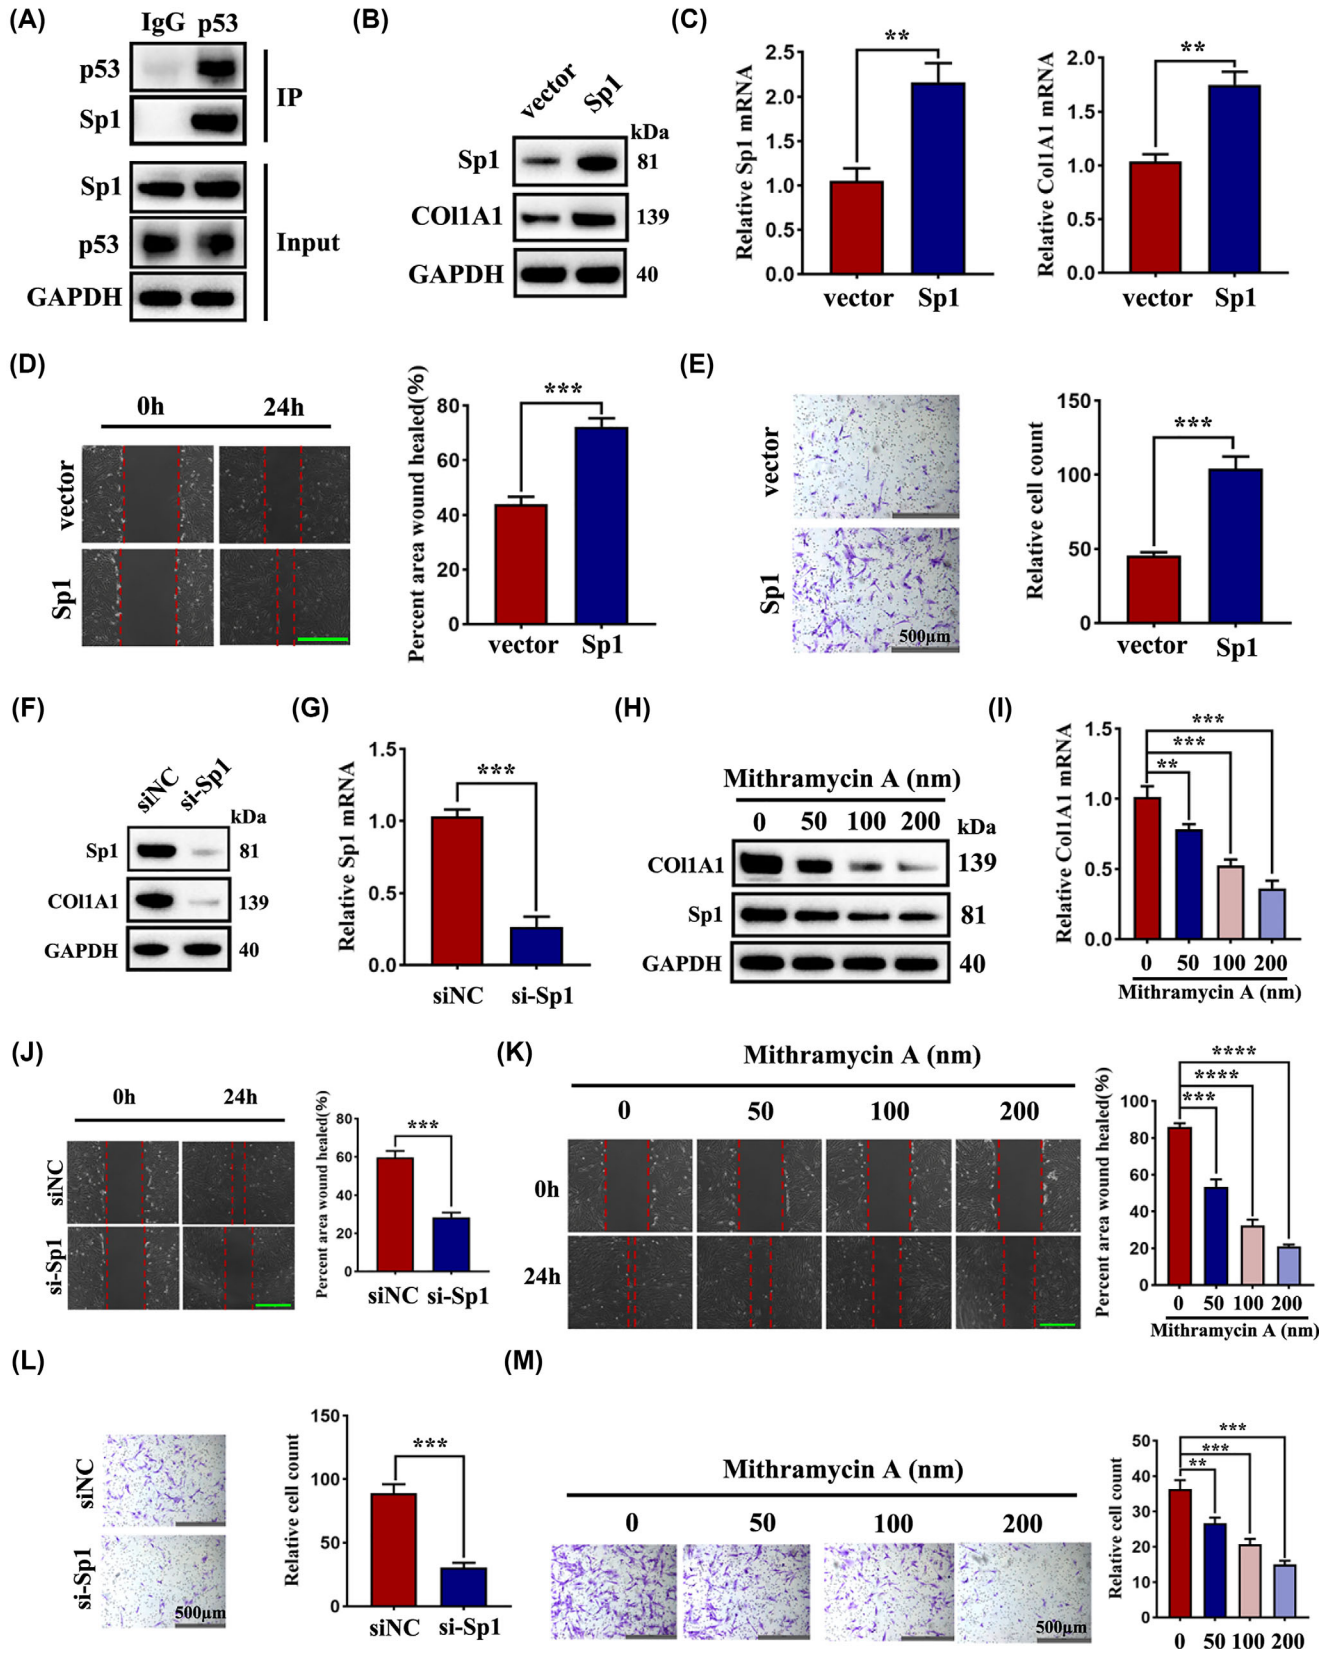 (A)
IgG p53
p53
Sp1
IP
Sp1
p53
GAPDH
Input
(B)
vector Sp1
kDa
Sp1 81
COl1A1 139
GAPDH 40
(C)
Relative Sp1 mRNA
2.5
2.0
1.5
1.0
0.5
0.0
**
vector Sp1
Relative Col1A1 mRNA
2.0
1.5
1.0
0.5
0.0
**
vector Sp1
(D)
0h 24h
vector
Sp1
Percent area wound healed(%)
80
60
40
20
0
***
vector Sp1
(E)
vector
Sp1
500μm
Relative cell count
150
100
50
0
***
vector Sp1
(F)
siNC si-Sp1
kDa
Sp1 81
COl1A1 139
GAPDH 40
(G)
Relative Sp1 mRNA
1.5
1.0
0.5
0.0
***
siNC si-Sp1
(H)
Mithramycin A (nm)
0 50 100 200 kDa
COl1A1 139
Sp1 81
GAPDH 40
(I)
Relative Col1A1 mRNA
1.5
1.0
0.5
0.0
***
***
**
0 50 100 200
Mithramycin A (nm)
(J)
0h 24h
siNC
si-Sp1
Percent area wound healed(%)
80
60
40
20
0
***
siNC si-Sp1
(K)
Mithramycin A (nm)
0 50 100 200
0h
24h
Percent area wound healed(%)
100
80
60
40
20
0
****
****
***
0 50 100 200
Mithramycin A (nm)
(L)
siNC
si-Sp1
500μm
Relative cell count
150
100
50
0
***
siNC si-Sp1
(M)
Mithramycin A (nm)
0 50 100 200
500μm
Relative cell count
50
40
30
20
10
0
***
***
**
0 50 100 200